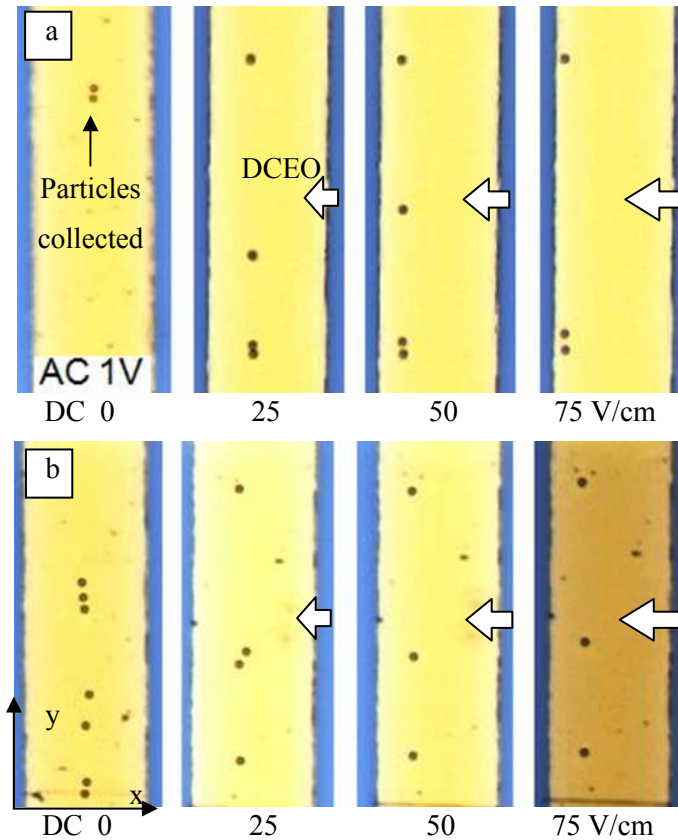 a
DCEO
Particles
collected
AC 1V
DC 0
25
50
75 V/cm
b
y
x
DC 0
25
50
75 V/cm